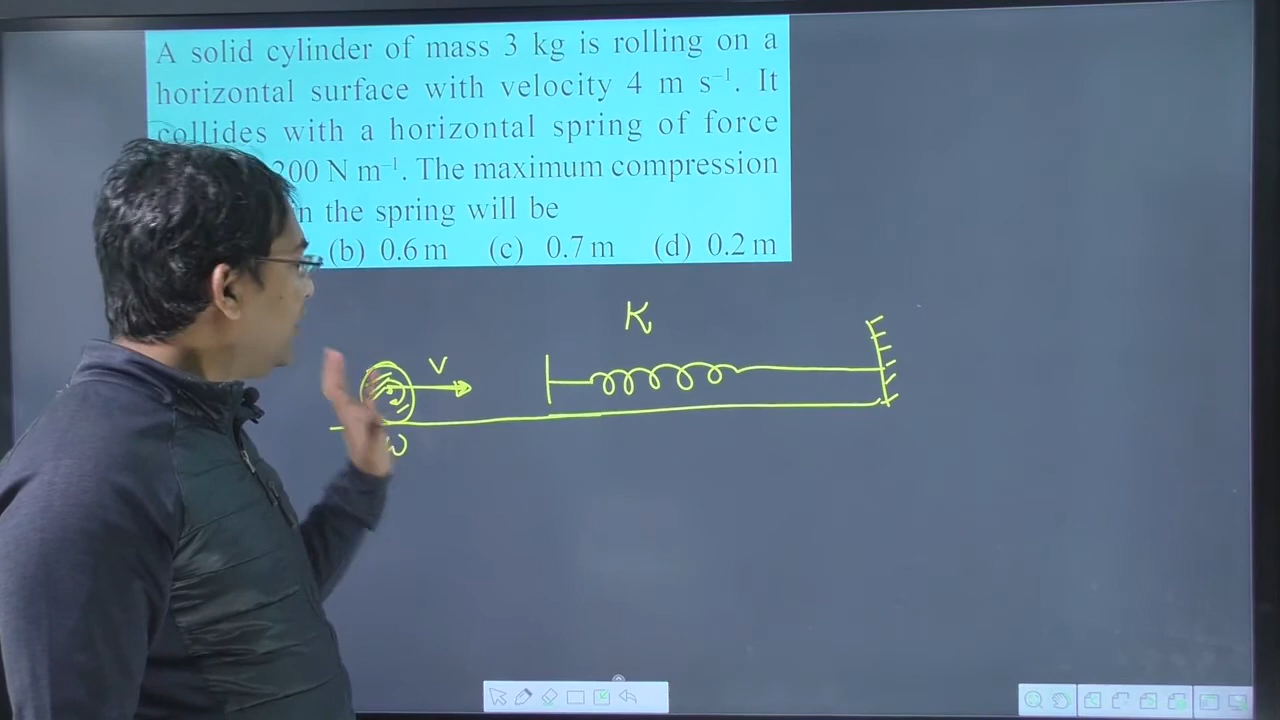 A solid cylinder of mass 3 kg is rolling on a
horizontal surface with velocity 4 m s⁻¹. It
collides with a horizontal spring of force
200 N m⁻¹. The maximum compression
the spring will be
(b) 0.6 m (c) 0.7 m (d) 0.2 m
K
V
ω